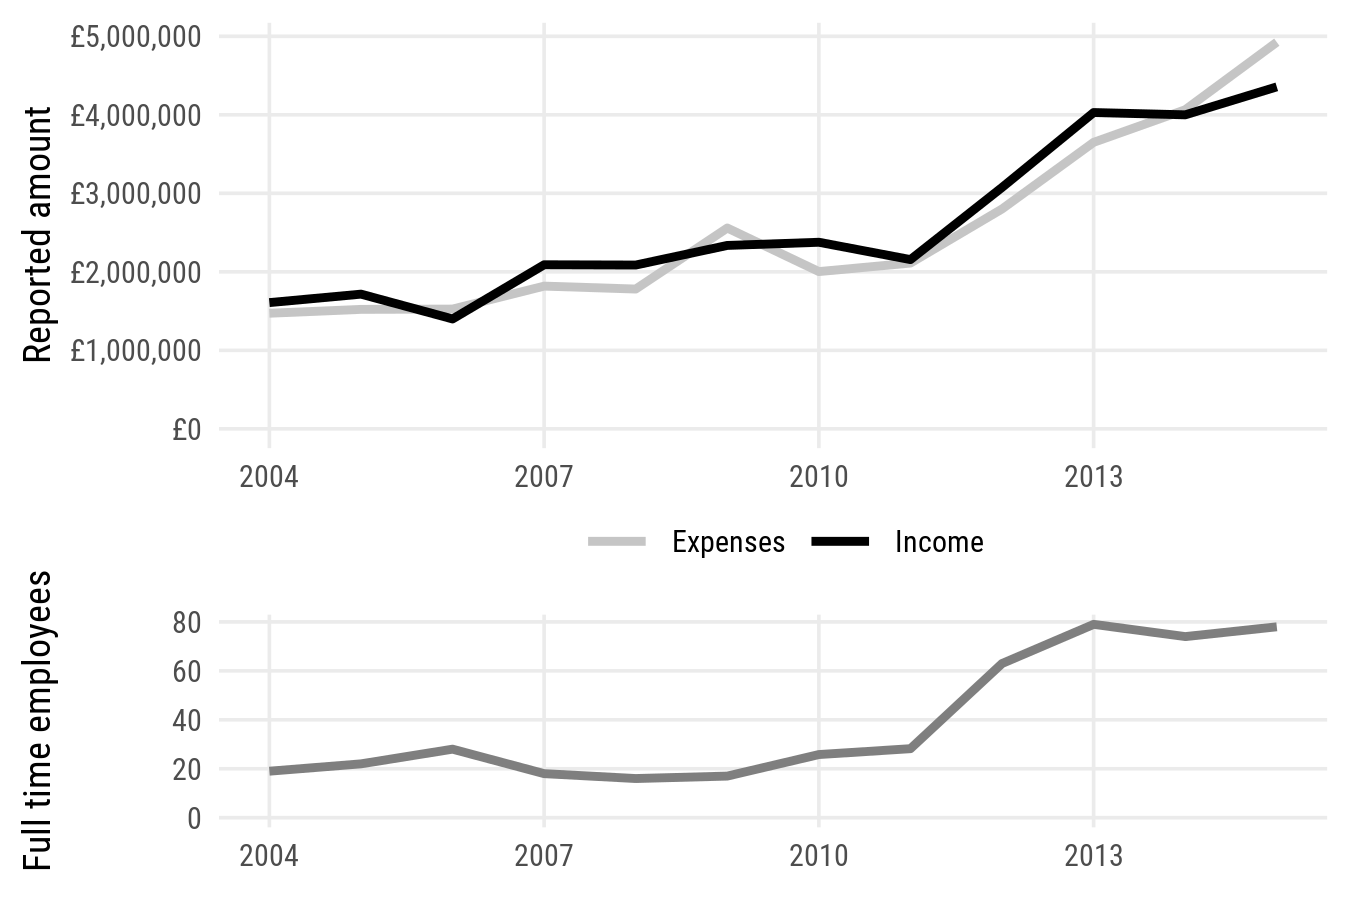 Reported amount
£5,000,000
£4,000,000
£3,000,000
£2,000,000
£1,000,000
£0
2004 2007 2010 2013
Expenses Income
Full time employees
80
60
40
20
0
2004 2007 2010 2013